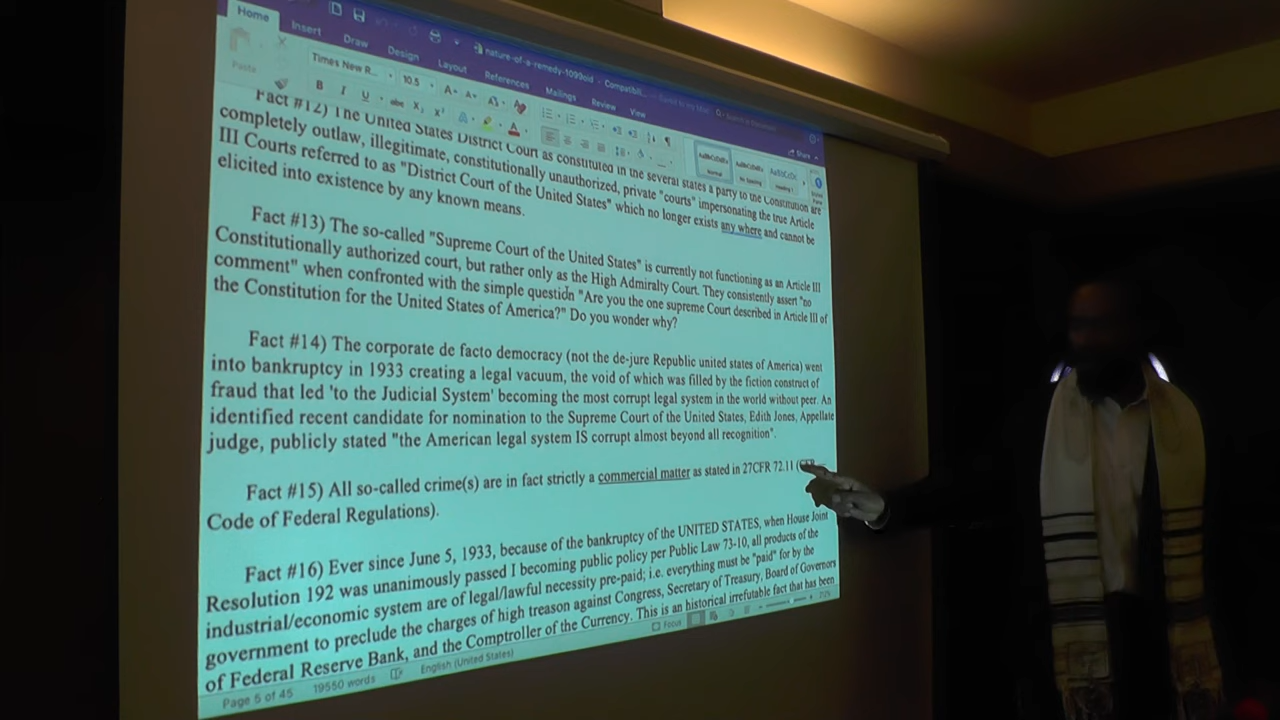 Home
Insert
Draw
Design
Layout
References
Mailings
Review
View
nature-of-a-remedy-1099oid - Compatibil...
Share
Paste
Times New R...
10.5
AaBbCcDc
AaBbCcDc
AaBbCcDc
Normal
No Spacing
Heading 1
Fact #12) The United States District Court as constituted in the several states a party to the Constitution are
completely outlaw, illegitimate, constitutionally unauthorized, private "courts" impersonating the true Article
III Courts referred to as "District Court of the United States" which no longer exists any where and cannot be
elicited into existence by any known means.
Fact #13) The so-called "Supreme Court of the United States" is currently not functioning as an Article III
Constitutionally authorized court, but rather only as the High Admiralty Court. They consistently assert "no
comment" when confronted with the simple question "Are you the one supreme Court described in Article III of
the Constitution for the United States of America?" Do you wonder why?
Fact #14) The corporate de facto democracy (not the de-jure Republic united states of America) went
into bankruptcy in 1933 creating a legal vacuum, the void of which was filled by the fiction construct of
fraud that led 'to the Judicial System' becoming the most corrupt legal system in the world without peer. An
identified recent candidate for nomination to the Supreme Court of the United States, Edith Jones, Appellate
judge, publicly stated "the American legal system IS corrupt almost beyond all recognition".
Fact #15) All so-called crime(s) are in fact strictly a commercial matter as stated in 27CFR 72.11
Code of Federal Regulations).
Fact #16) Ever since June 5, 1933, because of the bankruptcy of the UNITED STATES, when House Joint
Resolution 192 was unanimously passed I becoming public policy per Public Law 73-10, all products of the
industrial/economic system are of legal/lawful necessity pre-paid; i.e. everything must be "paid" for by the
government to preclude the charges of high treason against Congress, Secretary of Treasury, Board of Governors
of Federal Reserve Bank, and the Comptroller of the Currency. This is an historical irrefutable fact that has been
Page 5 of 45
19550 words
English (United States)
Focus